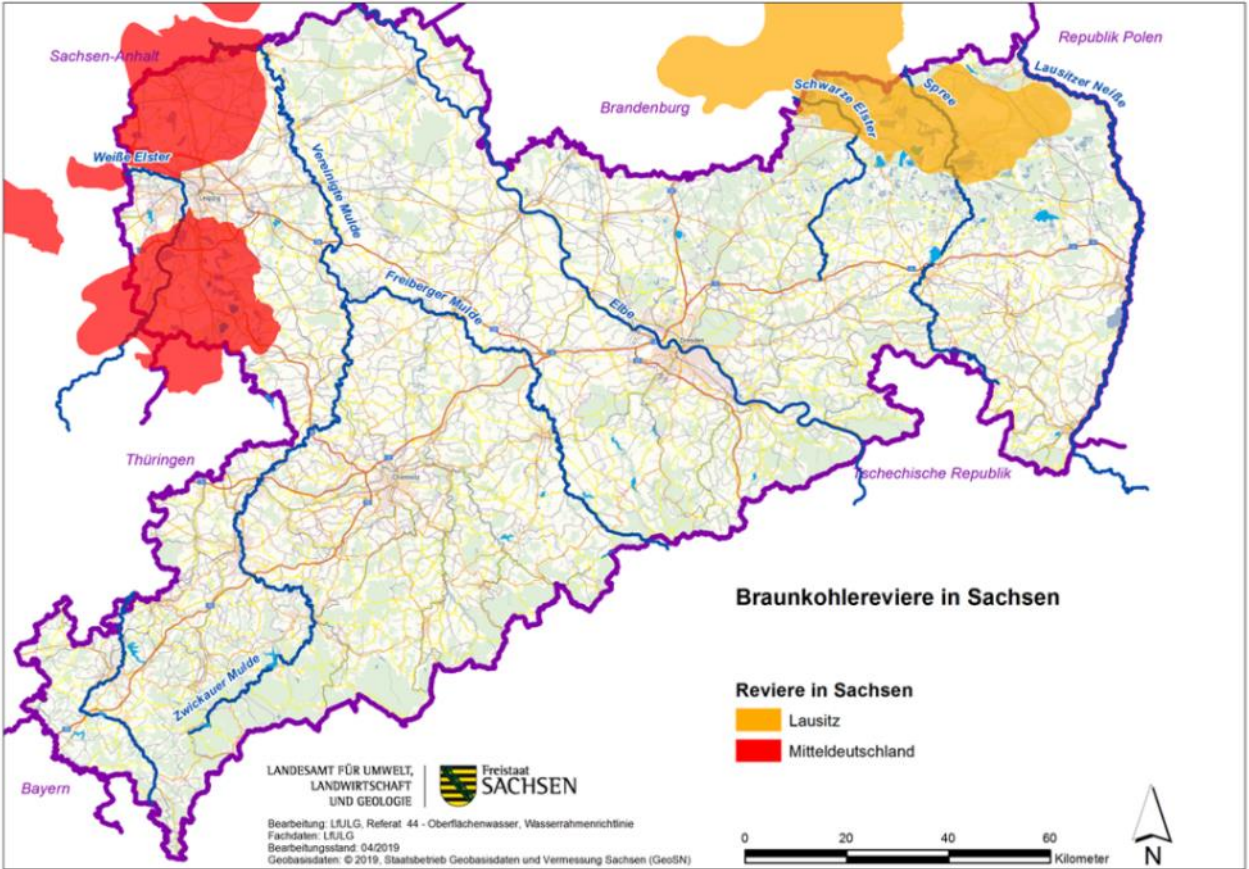 Republik Polen
Sachsen-Anhalt
Lausitzer Neiße
Brandenburg
Schwarze Elster
Spree
Weiße Elster
Vereinigte Mulde
Leipzig
Freiberger Mulde
Elbe
Dresden
Thüringen
Tschechische Republik
Chemnitz
Braunkohlereviere in Sachsen
Zwickauer Mulde
Reviere in Sachsen
Lausitz
Mitteldeutschland
Bayern
LANDESAMT FÜR UMWELT,
LANDWIRTSCHAFT
UND GEOLOGIE
Freistaat
SACHSEN
Bearbeitung: LfULG, Referat 44 - Oberflächenwasser, Wasserrahmenrichtlinie
Fachdaten: LfULG
Bearbeitungsstand: 04/2019
Geobasisdaten: © 2019, Staatsbetrieb Geobasisdaten und Vermessung Sachsen (GeoSN)
0 20 40 60
Kilometer
N